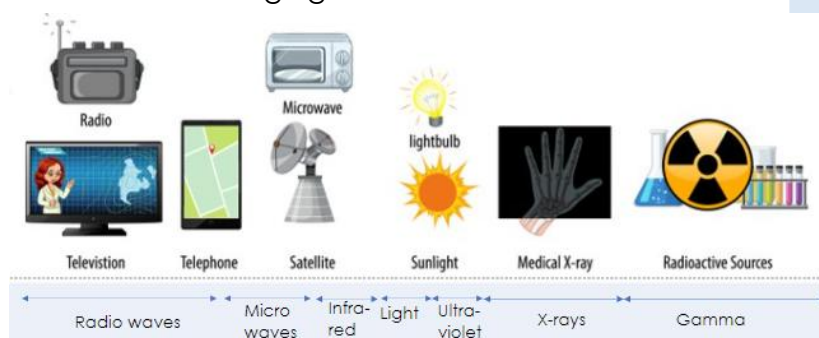 Radio
Microwave
lightbulb
Televistion
Telephone
Satellite
Sunlight
Medical X-ray
Radioactive Sources
Radio waves
Micro
waves
Infra-
red
Light
Ultra-
violet
X-rays
Gamma